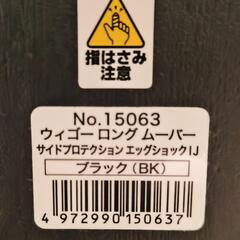 指はさみ
注意
No.15063
ウィゴー ロング ムーバー
サイドプロテクション エッグショックIJ
ブラック(BK)
4 972990 150637